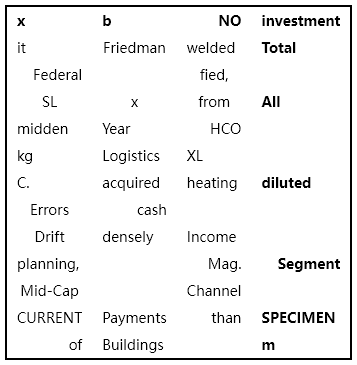 x b NO investment
it Friedman welded Total
Federal fied,
SL x from All
midden Year HCO
kg Logistics XL
C. acquired heating diluted
Errors cash
Drift densely Income
planning, Mag. Segment
Mid-Cap Channel
CURRENT Payments than SPECIMEN
of Buildings m